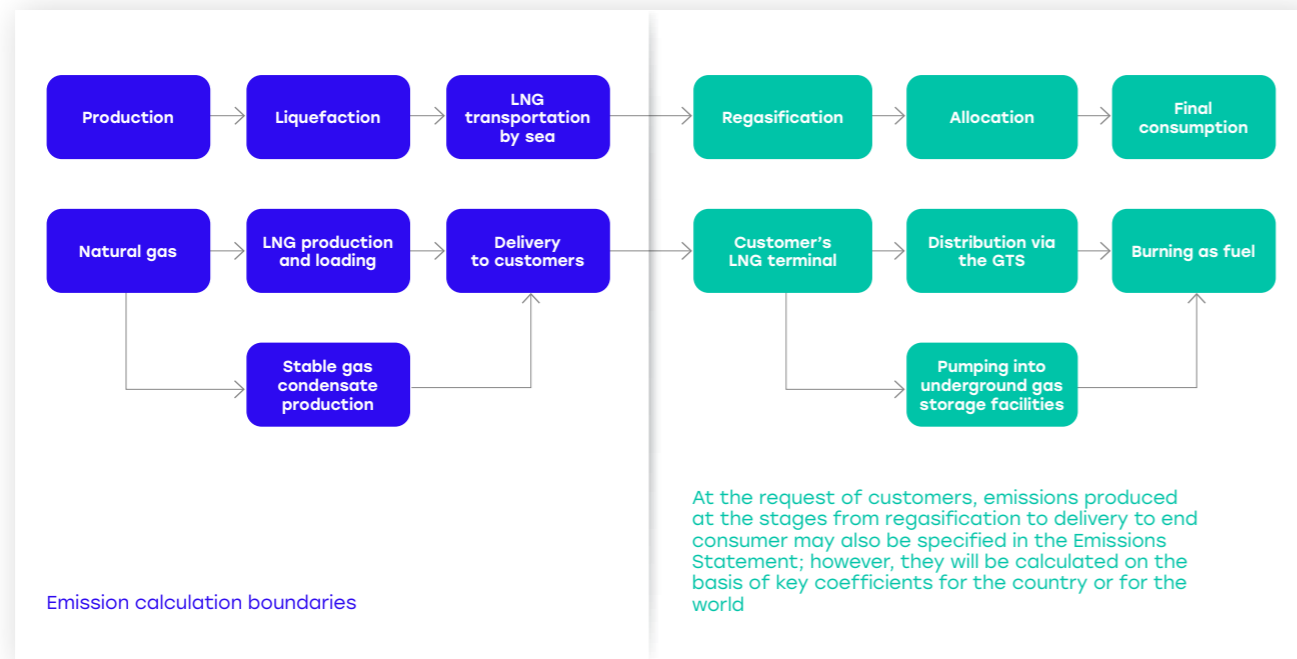 Production
Liquefaction
LNG
transportation
by sea
Regasification
Allocation
Final
consumption
Natural gas
LNG production
and loading
Delivery
to customers
Customer's
LNG terminal
Distribution via
the GTS
Burning as fuel
Stable gas
condensate
production
Pumping into
underground gas
storage facilities
Emission calculation boundaries
At the request of customers, emissions produced
at the stages from regasification to delivery to end
consumer may also be specified in the Emissions
Statement; however, they will be calculated on the
basis of key coefficients for the country or for the
world